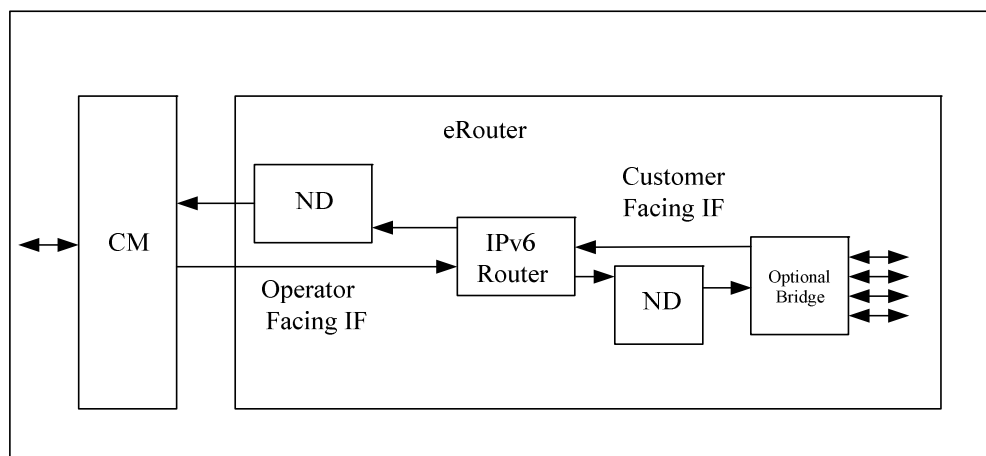 eRouter
CM
ND
Customer
Facing IF
IPv6
Router
Operator
Facing IF
ND
Optional
Bridge